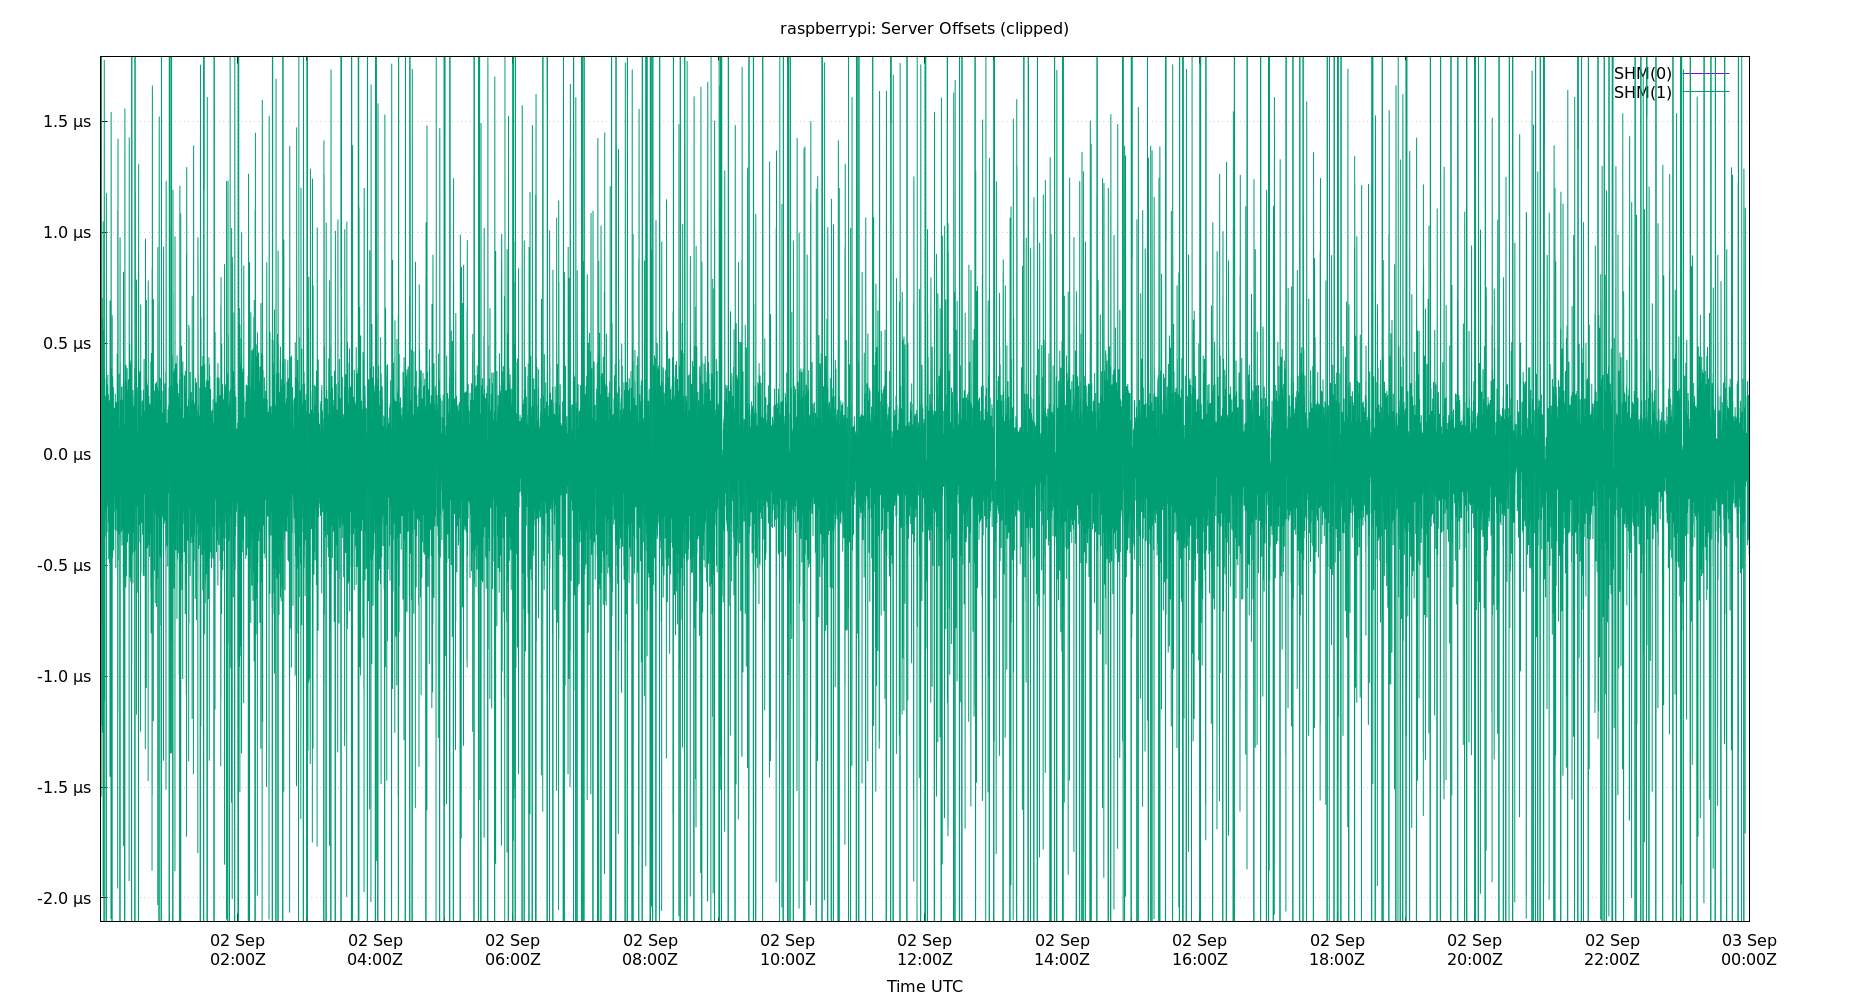 raspberrypi: Server Offsets (clipped)
SHM(0)
SHM(1)
1.5 μs
1.0 μs
0.5 μs
0.0 μs
-0.5 μs
-1.0 μs
-1.5 μs
-2.0 μs
02 Sep 02 Sep 02 Sep 02 Sep 02 Sep 02 Sep 02 Sep 02 Sep 02 Sep 02 Sep 02 Sep 03 Sep
02:00Z 04:00Z 06:00Z 08:00Z 10:00Z 12:00Z 14:00Z 16:00Z 18:00Z 20:00Z 22:00Z 00:00Z
Time UTC